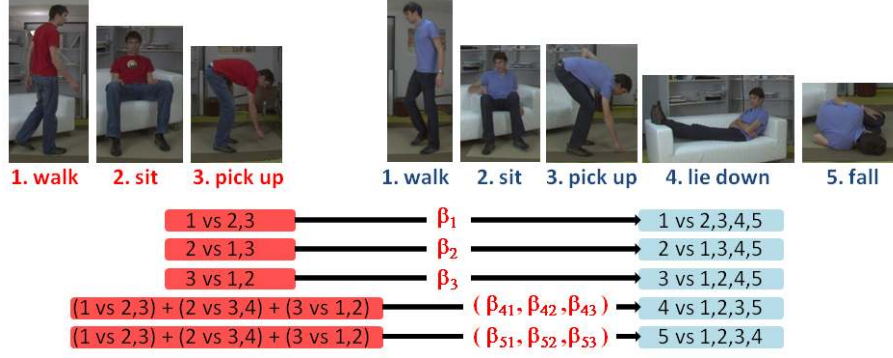 1. walk 2. sit 3. pick up 1. walk 2. sit 3. pick up 4. lie down 5. fall
1 vs 2,3 β1 1 vs 2,3,4,5
2 vs 1,3 β2 2 vs 1,3,4,5
3 vs 1,2 β3 3 vs 1,2,4,5
(1 vs 2,3) + (2 vs 3,4) + (3 vs 1,2) (β41, β42, β43) 4 vs 1,2,3,5
(1 vs 2,3) + (2 vs 3,4) + (3 vs 1,2) (β51, β52, β53) 5 vs 1,2,3,4